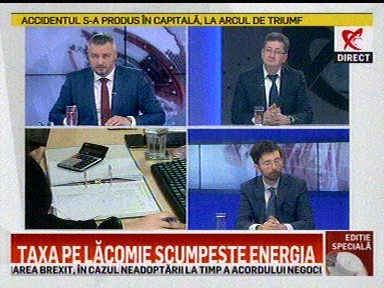 ACCIDENTUL S-A PRODUS ÎN CAPITALĂ, LA ARCUL DE TRIUMF
DIRECT
EDIȚIE
SPECIALĂ
TAXA PE LĂCOMIE SCUMPEȘTE ENERGIA
AREA BREXIT, ÎN CAZUL NEADOPTĂRII LA TIMP A ACORDULUI NEGOCI